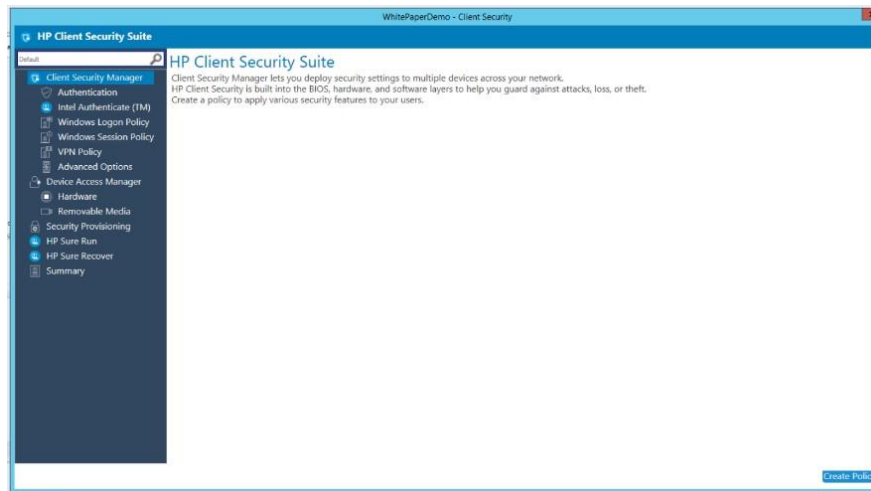 WhitePaperDemo - Client Security
HP Client Security Suite
Default
Client Security Manager
Authentication
Intel Authenticate (TM)
Windows Logon Policy
Windows Session Policy
VPN Policy
Advanced Options
Device Access Manager
Hardware
Removable Media
Security Provisioning
HP Sure Run
HP Sure Recover
Summary
HP Client Security Suite
Client Security Manager lets you deploy security settings to multiple devices across your network.
HP Client Security is built into the BIOS, hardware, and software layers to help you guard against attacks, loss, or theft.
Create a policy to apply various security features to your users.
Create Polic